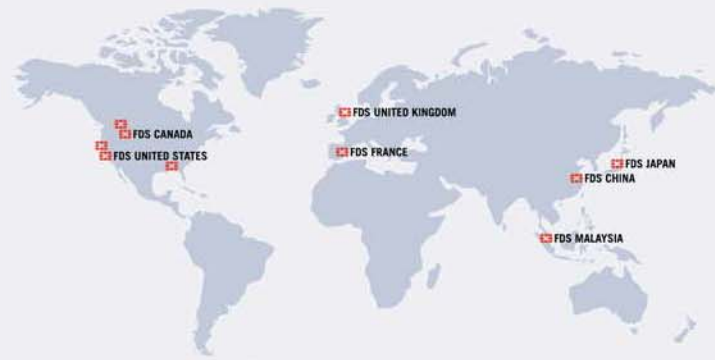 FDS UNITED KINGDOM
FDS CANADA
FDS FRANCE
FDS UNITED STATES
FDS JAPAN
FDS CHINA
FDS MALAYSIA